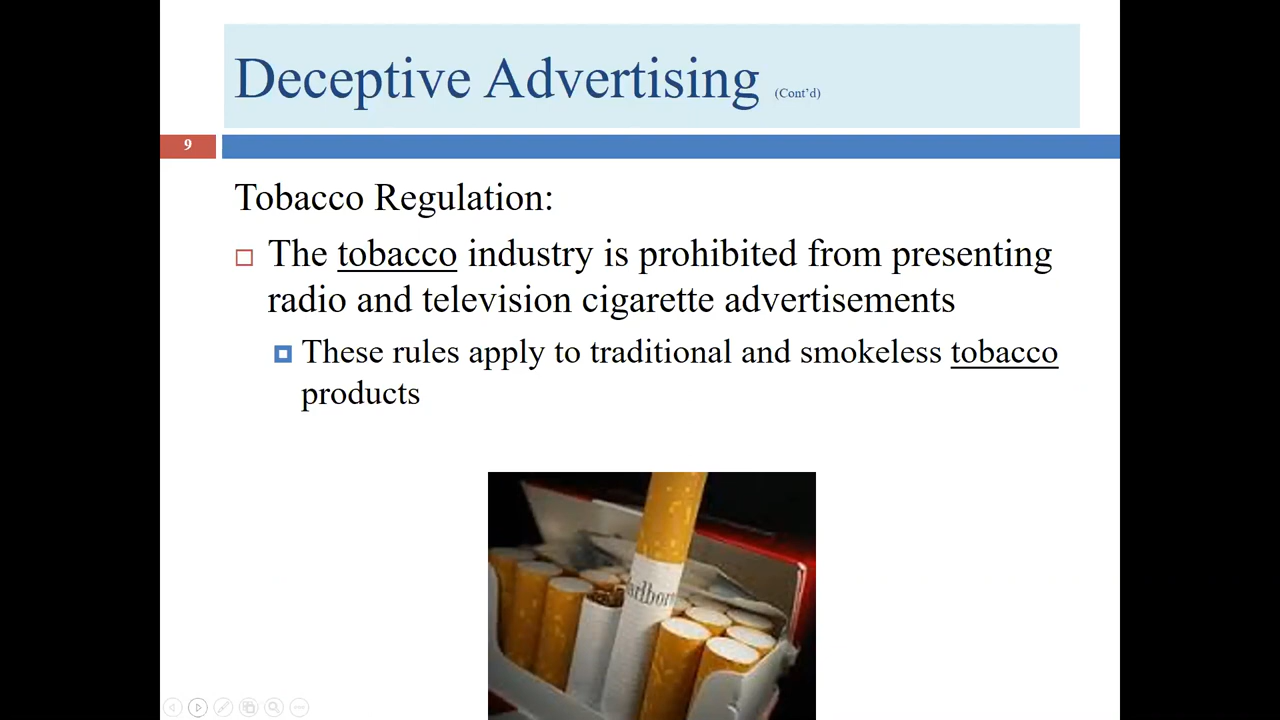 Deceptive Advertising (Cont'd)
9
Tobacco Regulation:
The tobacco industry is prohibited from presenting
radio and television cigarette advertisements
These rules apply to traditional and smokeless tobacco
products
arlboro